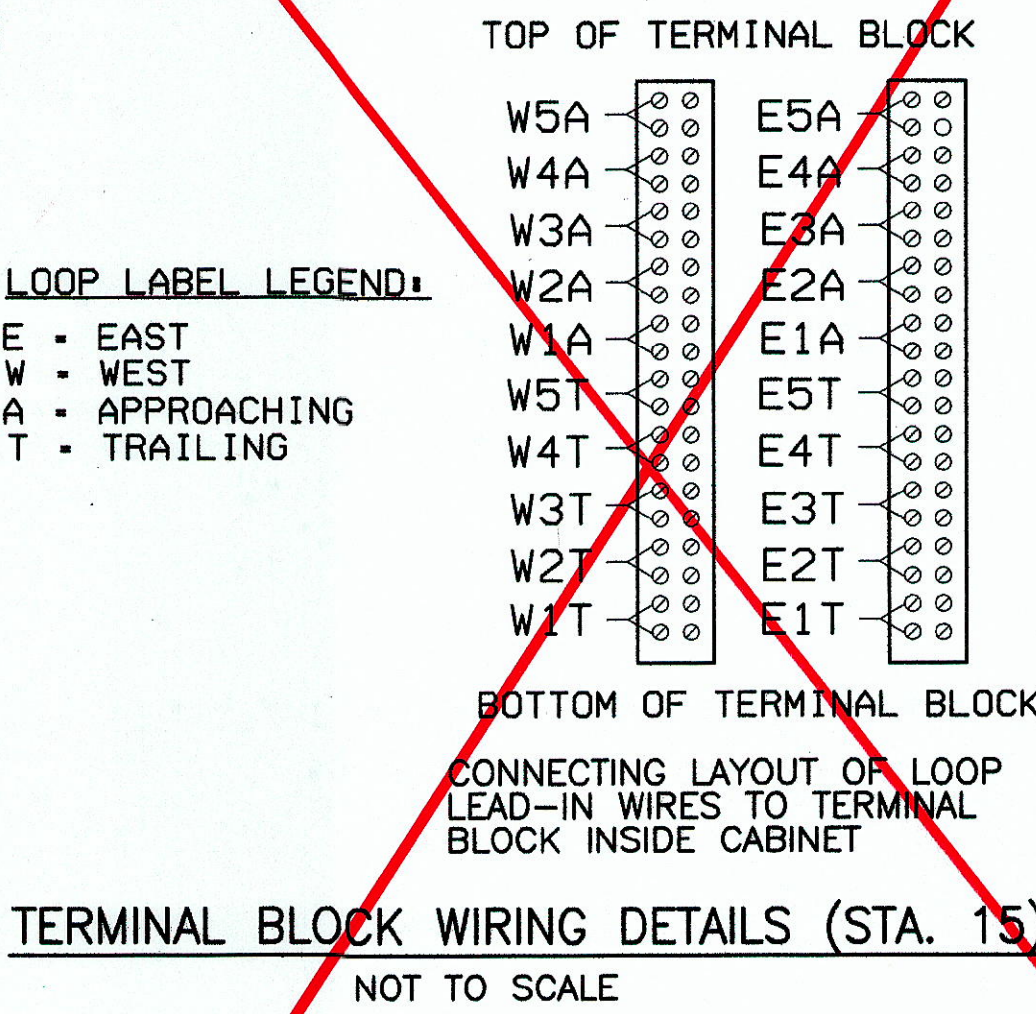 TOP OF TERMINAL BLOCK
W5A E5A
W4A E4A
W3A E3A
W2A E2A
W1A E1A
W5T E5T
W4T E4T
W3T E3T
W2T E2T
W1T E1T
LOOP LABEL LEGEND:
E - EAST
W - WEST
A - APPROACHING
T - TRAILING
BOTTOM OF TERMINAL BLOCK
CONNECTING LAYOUT OF LOOP
LEAD-IN WIRES TO TERMINAL
BLOCK INSIDE CABINET
TERMINAL BLOCK WIRING DETAILS (STA. 15)
NOT TO SCALE